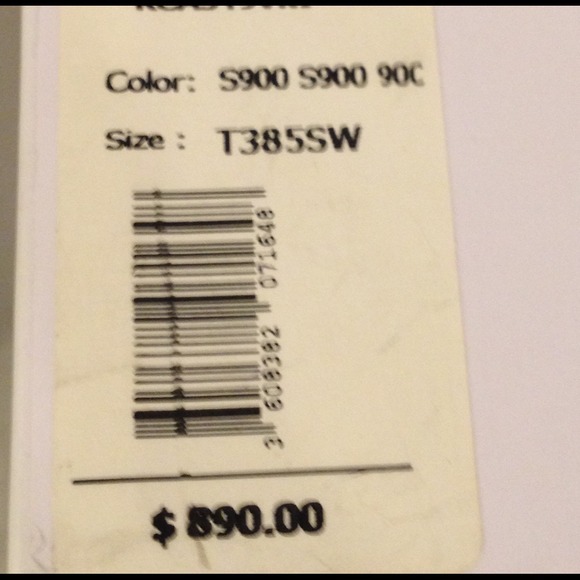 Color: S900 S900 90C
Size : T385SW
3 608382 071648
$ 890.00